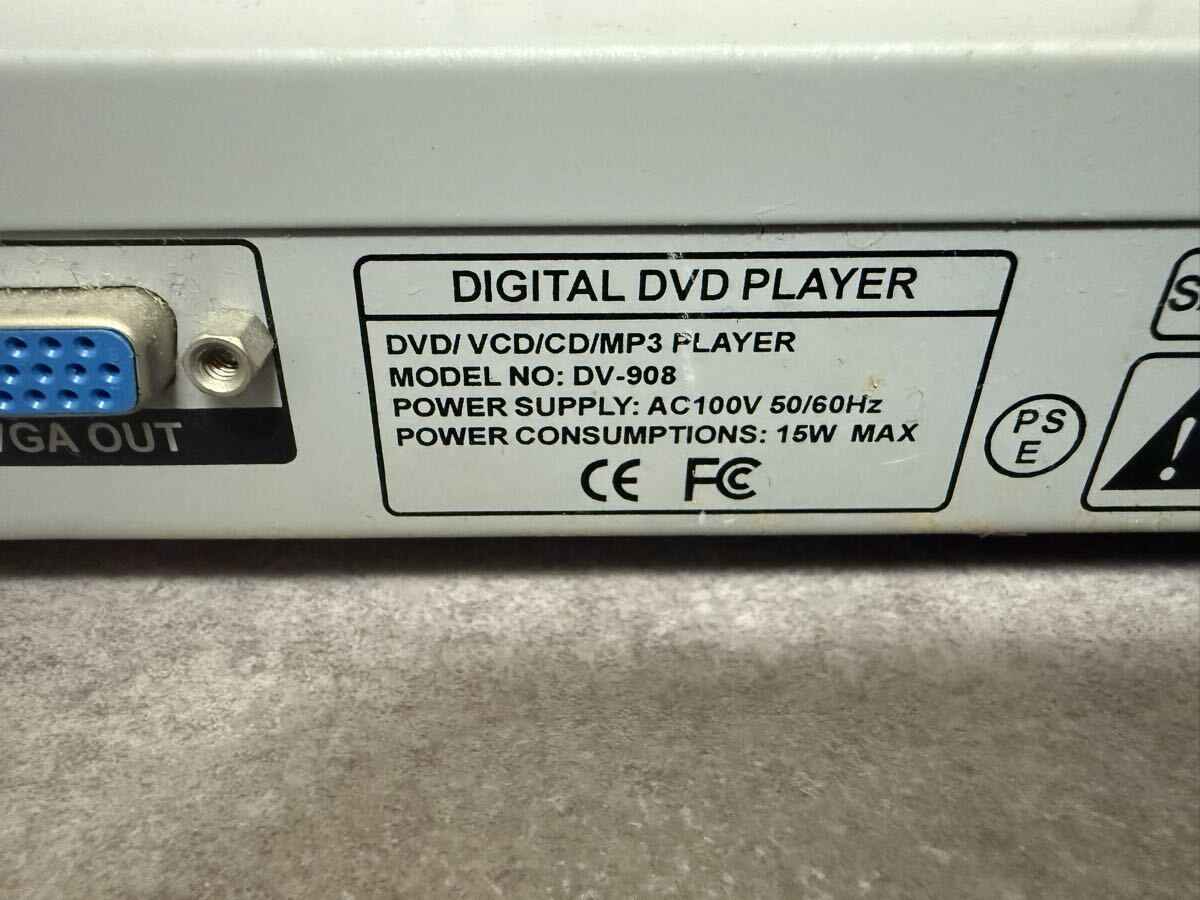 DIGITAL DVD PLAYER
DVD/ VCD/CD/MP3 PLAYER
MODEL NO: DV-908
POWER SUPPLY: AC100V 50/60Hz
POWER CONSUMPTIONS: 15W  MAX
CE FC
PS
E
VGA OUT